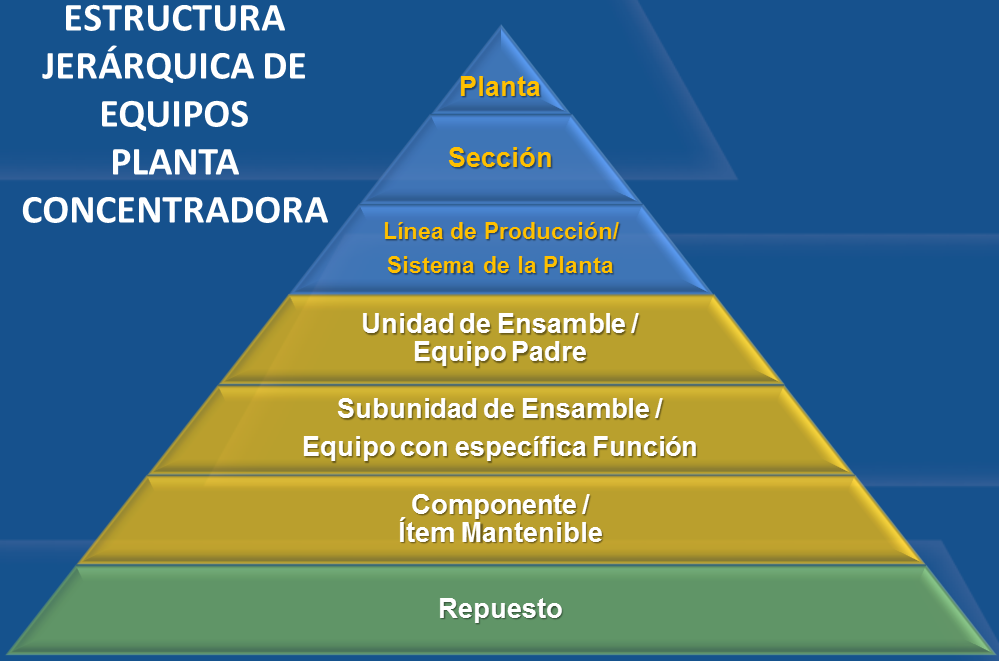 ESTRUCTURA
JERÁRQUICA DE
EQUIPOS
PLANTA
CONCENTRADORA
Planta
Sección
Línea de Producción/
Sistema de la Planta
Unidad de Ensamble /
Equipo Padre
Subunidad de Ensamble /
Equipo con específica Función
Componente /
Ítem Mantenible
Repuesto